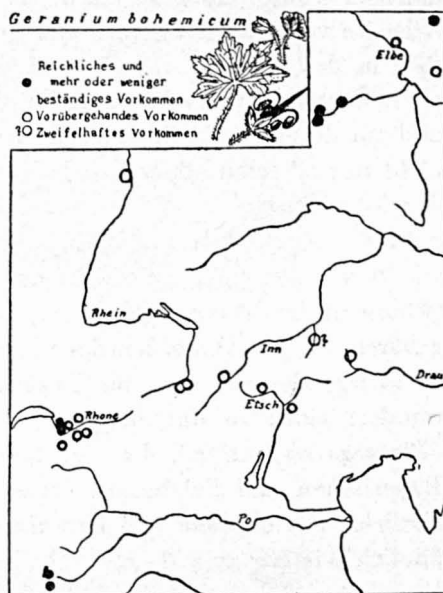 Geranium bohemicum
Reichliches und
mehr oder weniger
● beständiges Vorkommen
○ Vorübergehendes Vorkommen
?○ Zweifelhaftes Vorkommen
Elbe
Rhein
Inn
?
Drau
Etsch
Rhone
Po